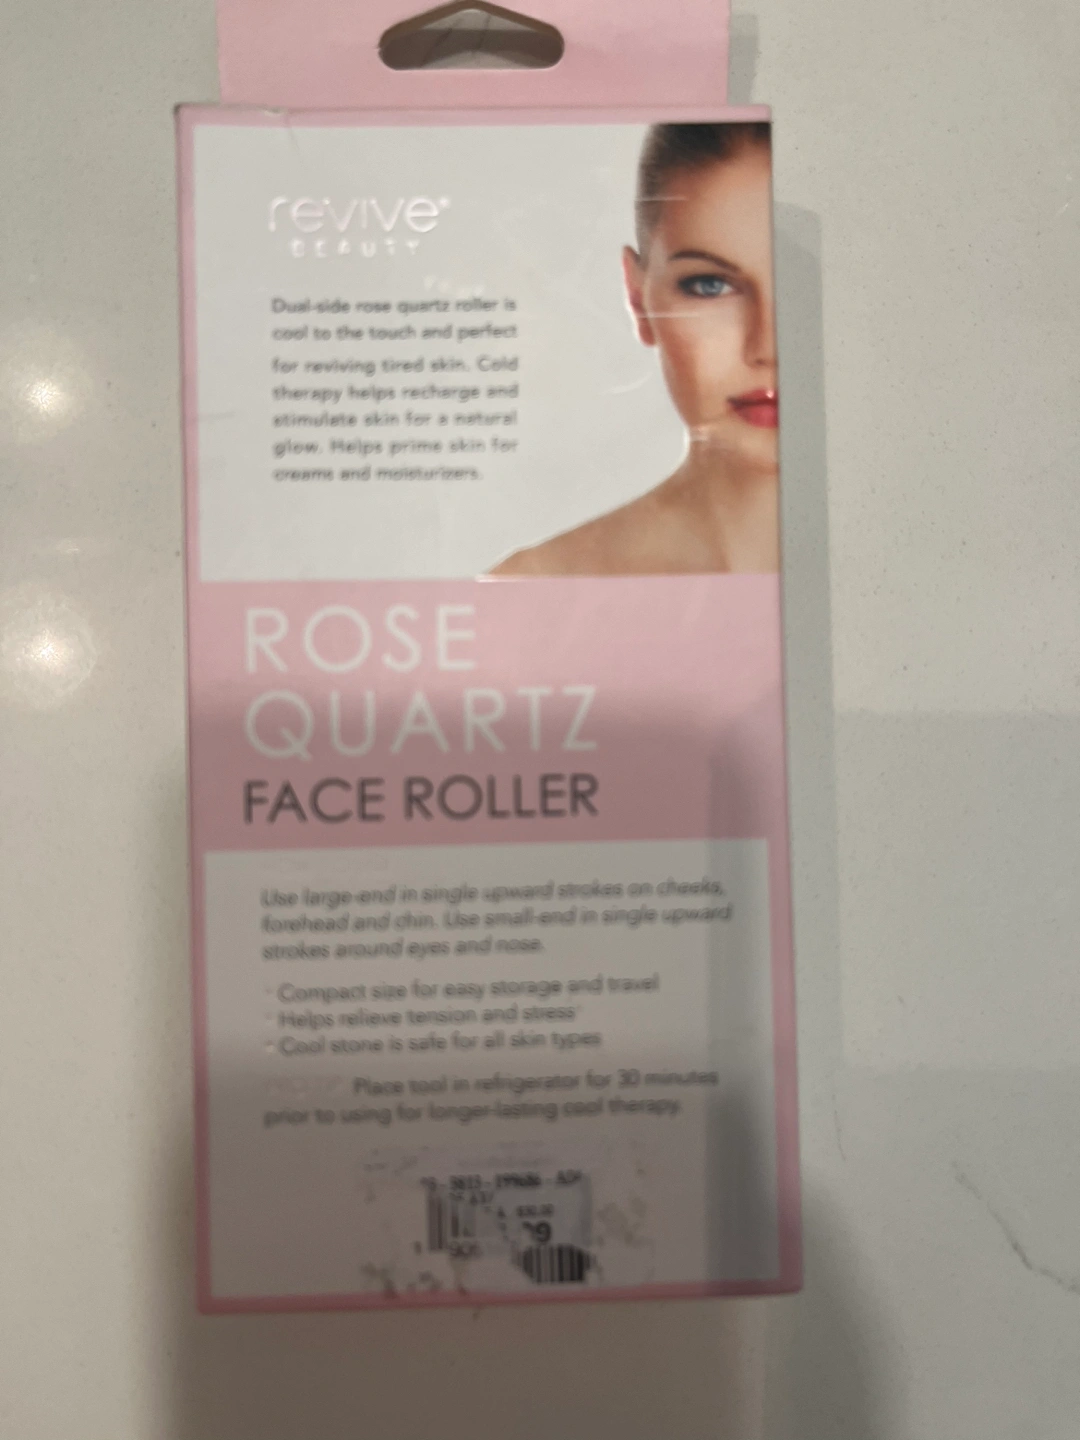 revive®
BEAUTY
Dual-side rose quartz roller is
cool to the touch and perfect
for reviving tired skin. Cold
therapy helps recharge and
stimulate skin for a natural
glow. Helps prime skin for
creams and moisturizers.
ROSE
QUARTZ
FACE ROLLER
Use large-end in single upward strokes on cheeks,
forehead and chin. Use small-end in single upward
strokes around eyes and nose.
· Compact size for easy storage and travel
· Helps relieve tension and stress
· Cool stone is safe for all skin types
Place tool in refrigerator for 30 minutes
prior to using for longer-lasting cool therapy.